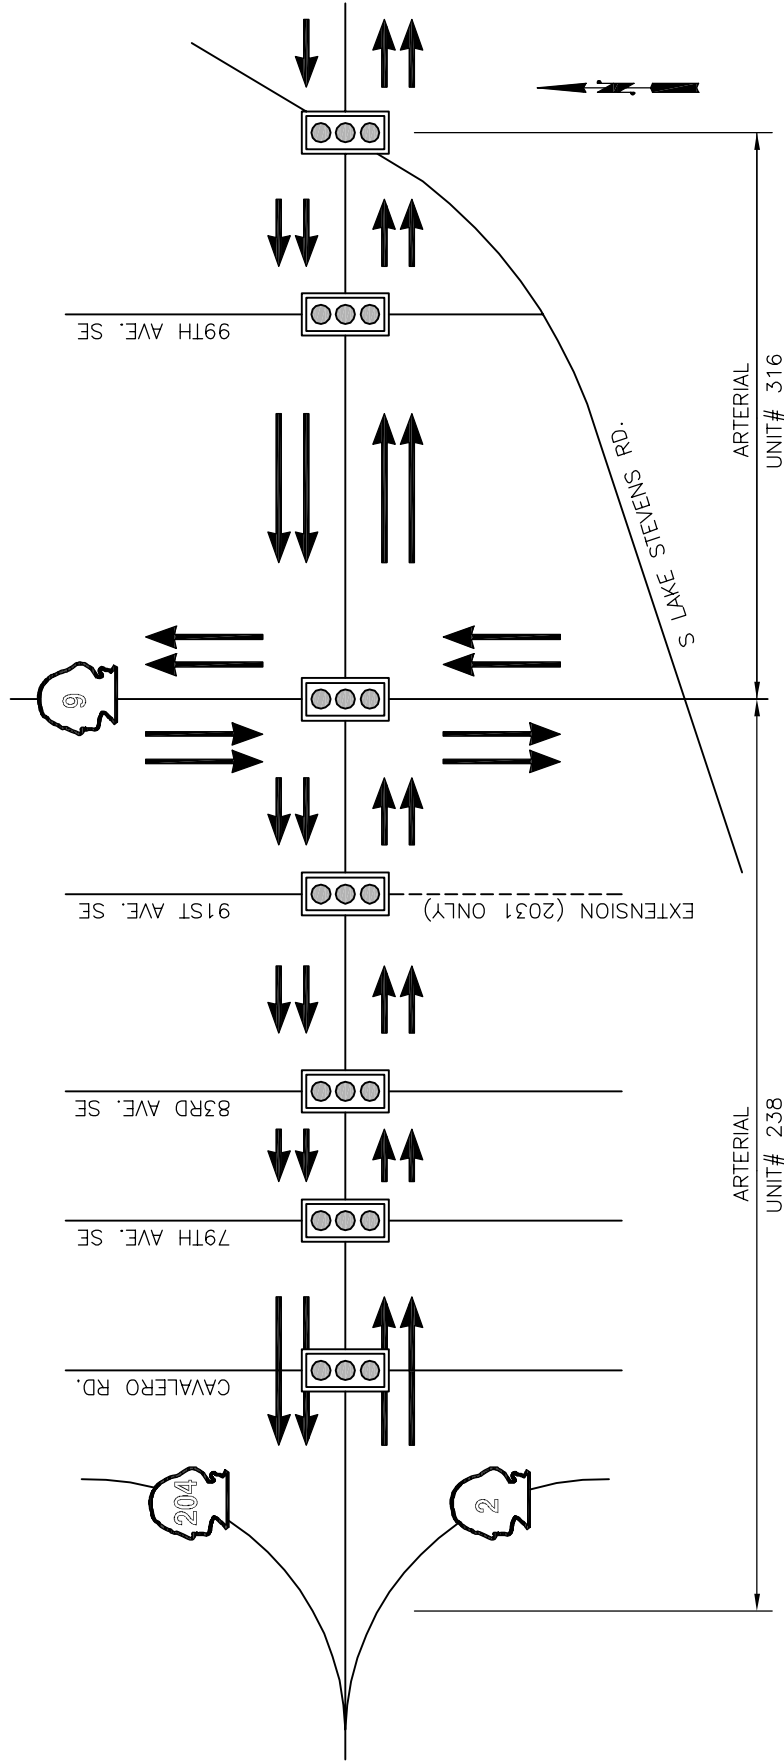 99TH AVE. SE
ARTERIAL
UNIT# 316
S LAKE STEVENS RD.
9
91ST AVE. SE
EXTENSION (2031 ONLY)
83RD AVE. SE
ARTERIAL
UNIT# 238
79TH AVE. SE
CAVALERO RD.
204
2
N